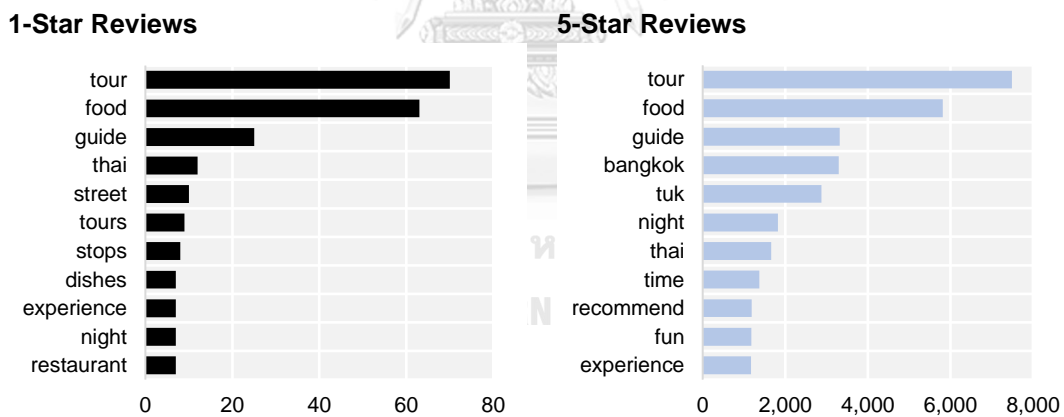 1-Star Reviews
tour
food
guide
thai
street
tours
stops
dishes
experience
night
restaurant
0 20 40 60 80
5-Star Reviews
tour
food
guide
bangkok
tuk
night
thai
time
recommend
fun
experience
0 2,000 4,000 6,000 8,000